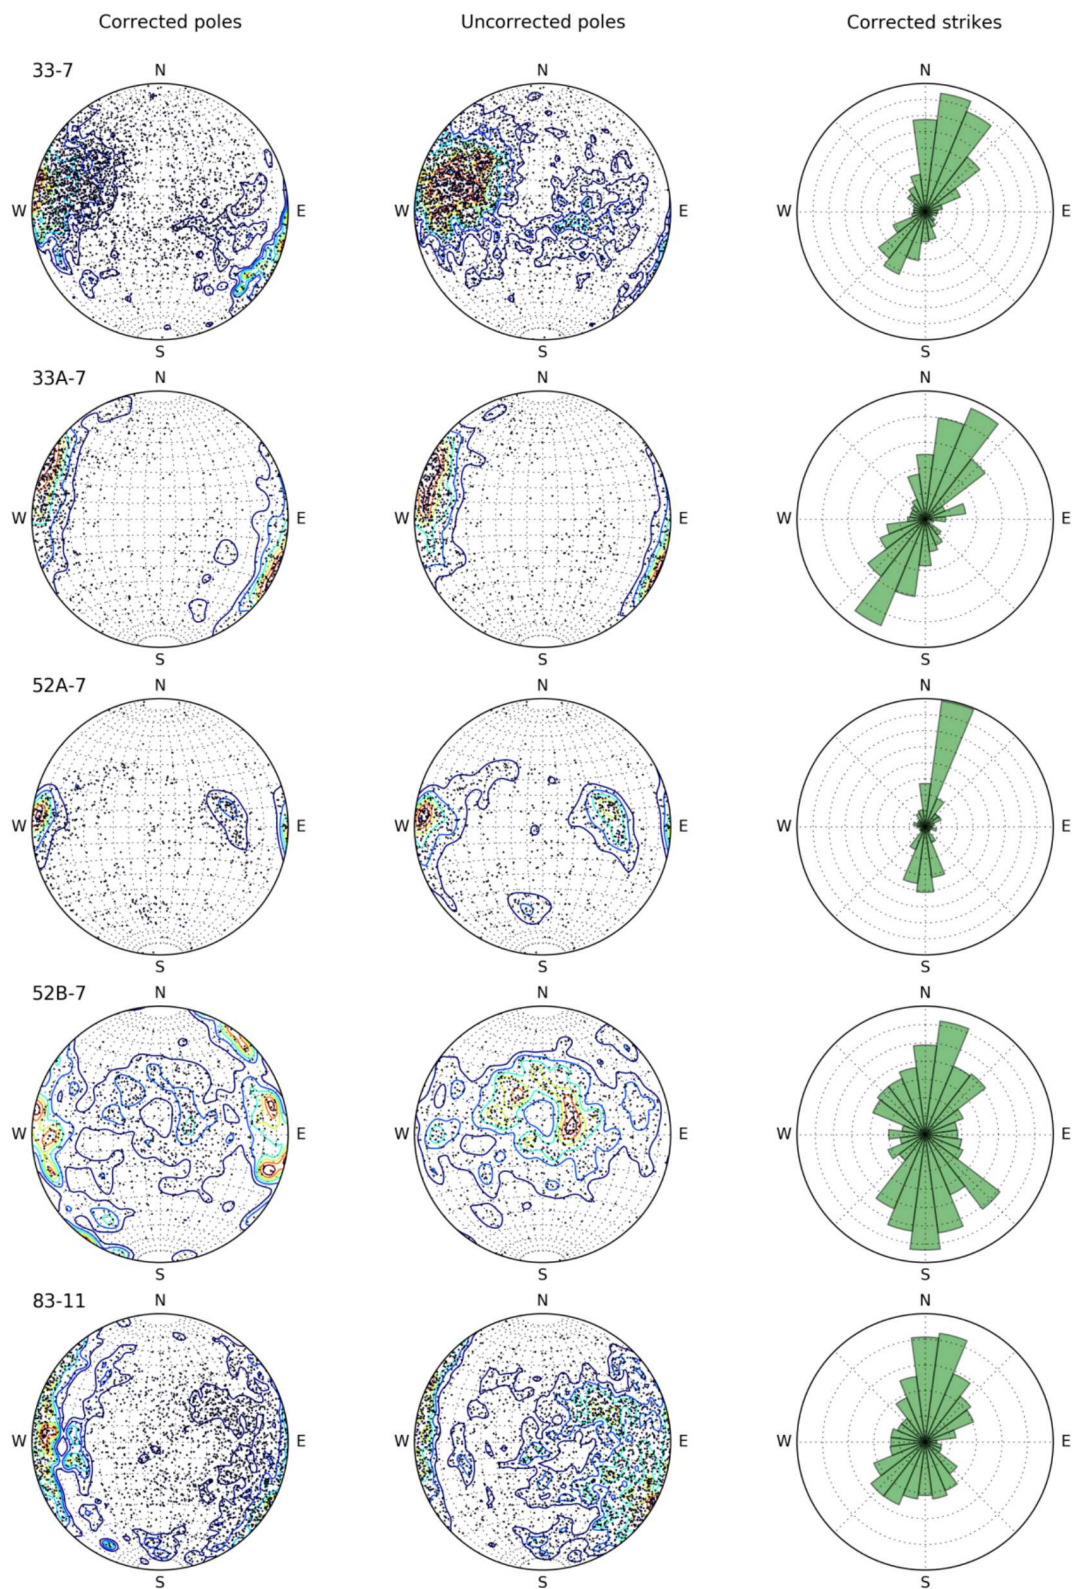 Corrected poles Uncorrected poles Corrected strikes
33-7 N N N
W E W E W E
S S S
33A-7 N N N
W E W E W E
S S S
52A-7 N N N
W E W E W E
S S S
52B-7 N N N
W E W E W E
S S S
83-11 N N N
W E W E W E
S S S